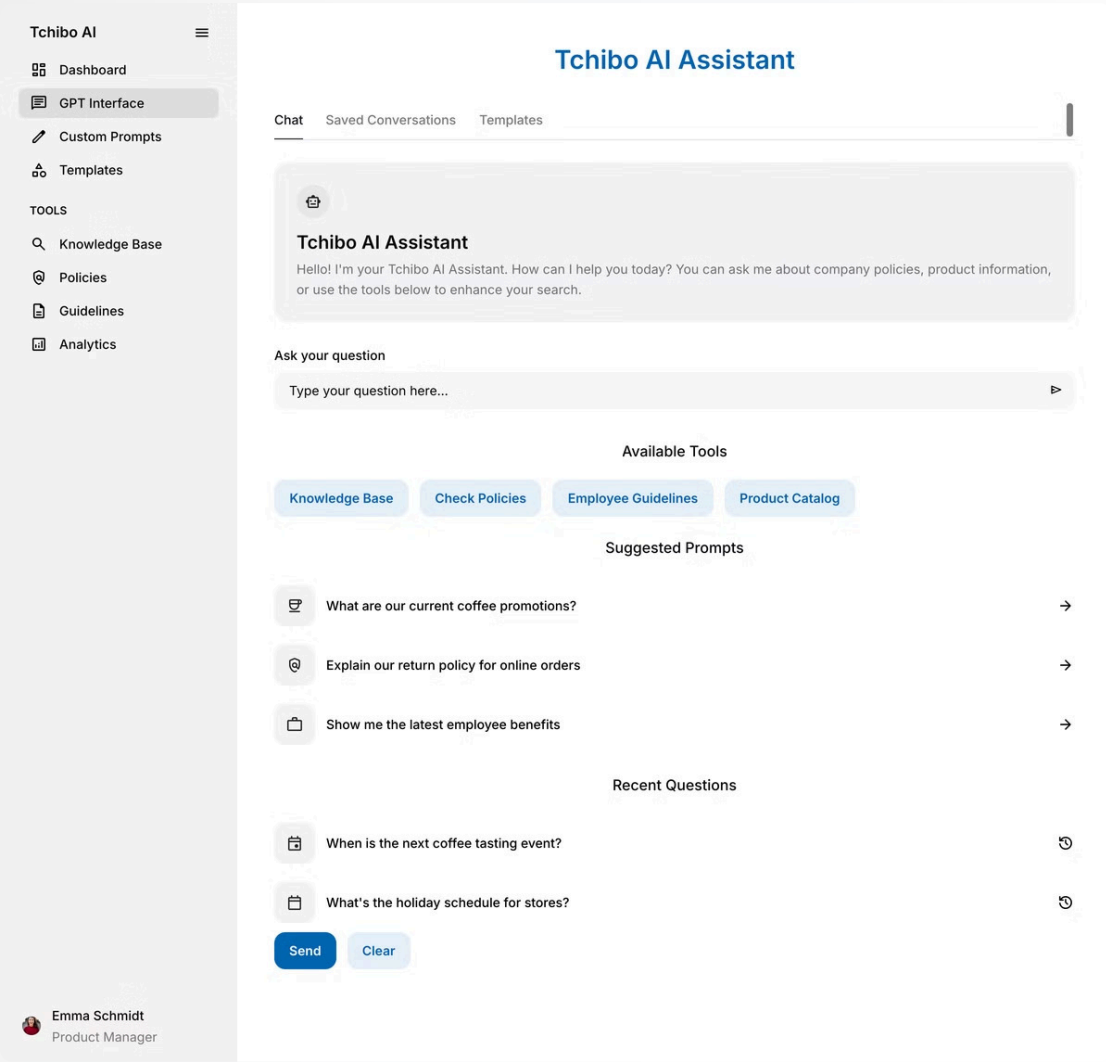 Tchibo AI
Dashboard
GPT Interface
Custom Prompts
Templates
TOOLS
Knowledge Base
Policies
Guidelines
Analytics
Emma Schmidt
Product Manager
Tchibo AI Assistant
Chat
Saved Conversations
Templates
Tchibo AI Assistant
Hello! I'm your Tchibo AI Assistant. How can I help you today? You can ask me about company policies, product information,
or use the tools below to enhance your search.
Ask your question
Type your question here...
Available Tools
Knowledge Base
Check Policies
Employee Guidelines
Product Catalog
Suggested Prompts
What are our current coffee promotions?
Explain our return policy for online orders
Show me the latest employee benefits
Recent Questions
When is the next coffee tasting event?
What's the holiday schedule for stores?
Send
Clear